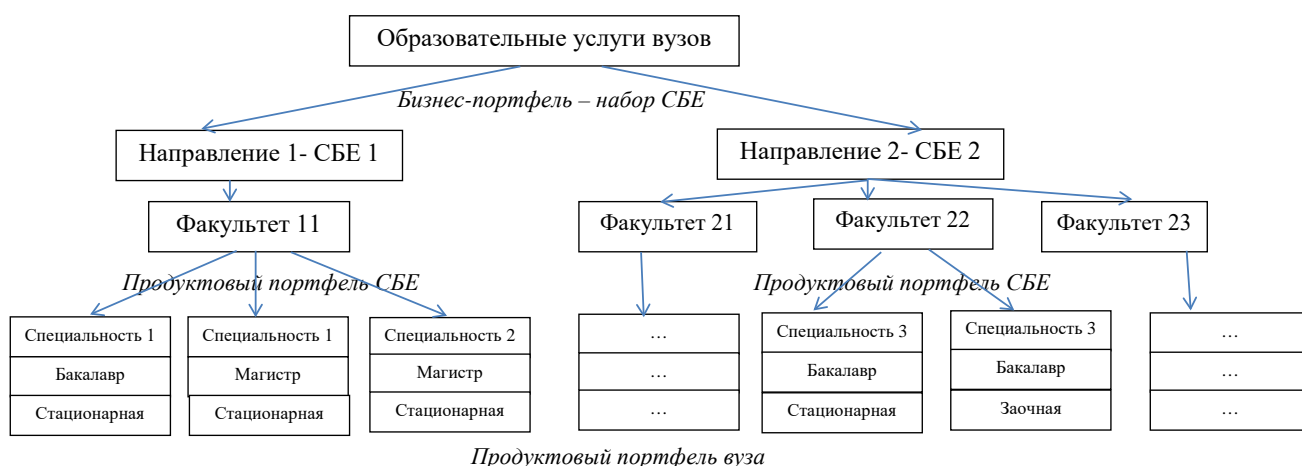 Образовательные услуги вузов
Бизнес-портфель – набор СБЕ
Направление 1- СБЕ 1
Направление 2- СБЕ 2
Факультет 11
Факультет 21
Факультет 22
Факультет 23
Продуктовый портфель СБЕ
Продуктовый портфель СБЕ
Специальность 1
Бакалавр
Стационарная
Специальность 1
Магистр
Стационарная
Специальность 2
Магистр
Стационарная
...
...
...
Специальность 3
Бакалавр
Стационарная
Специальность 3
Бакалавр
Заочная
...
...
...
Продуктовый портфель вуза